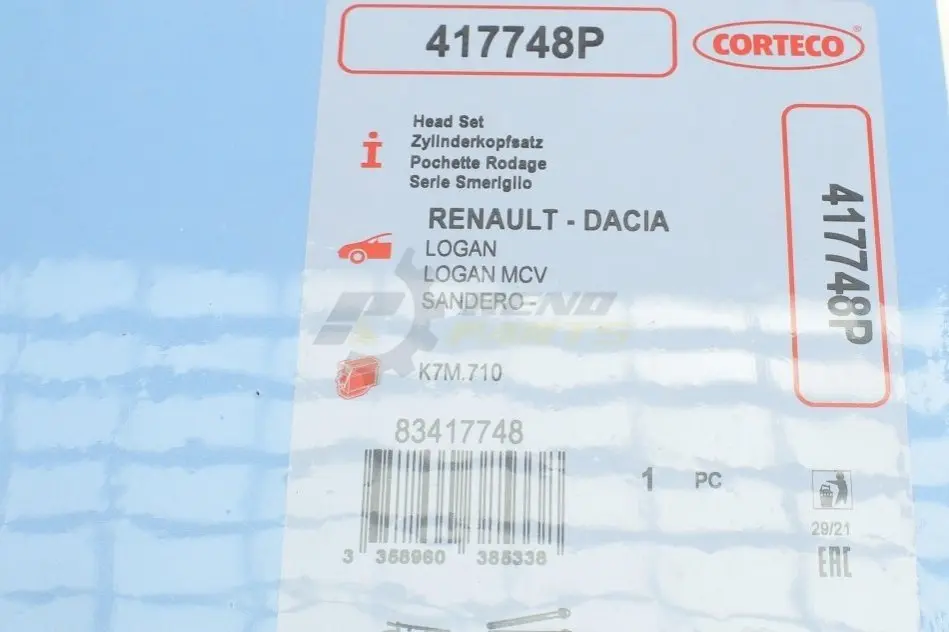 417748P
CORTECO
Head Set
Zylinderkopfsatz
Pochette Rodage
Serie Smeriglio
RENAULT - DACIA
LOGAN
LOGAN MCV
SANDERO-
K7M.710
417748P
83417748
3 358960 385338
1 PC
29/21
EAC